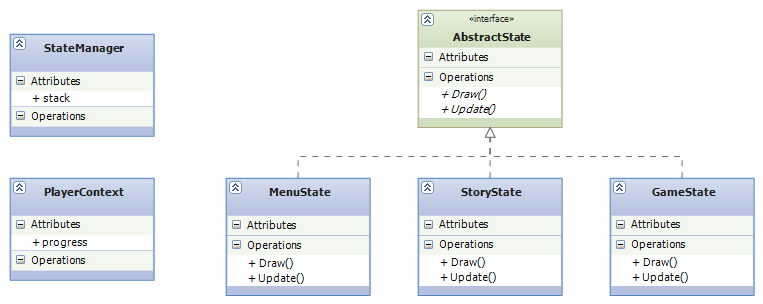 StateManager
Attributes
+ stack
Operations
«interface»
AbstractState
Attributes
Operations
+ Draw()
+ Update()
PlayerContext
Attributes
+ progress
Operations
MenuState
Attributes
Operations
+ Draw()
+ Update()
StoryState
Attributes
Operations
+ Draw()
+ Update()
GameState
Attributes
Operations
+ Draw()
+ Update()